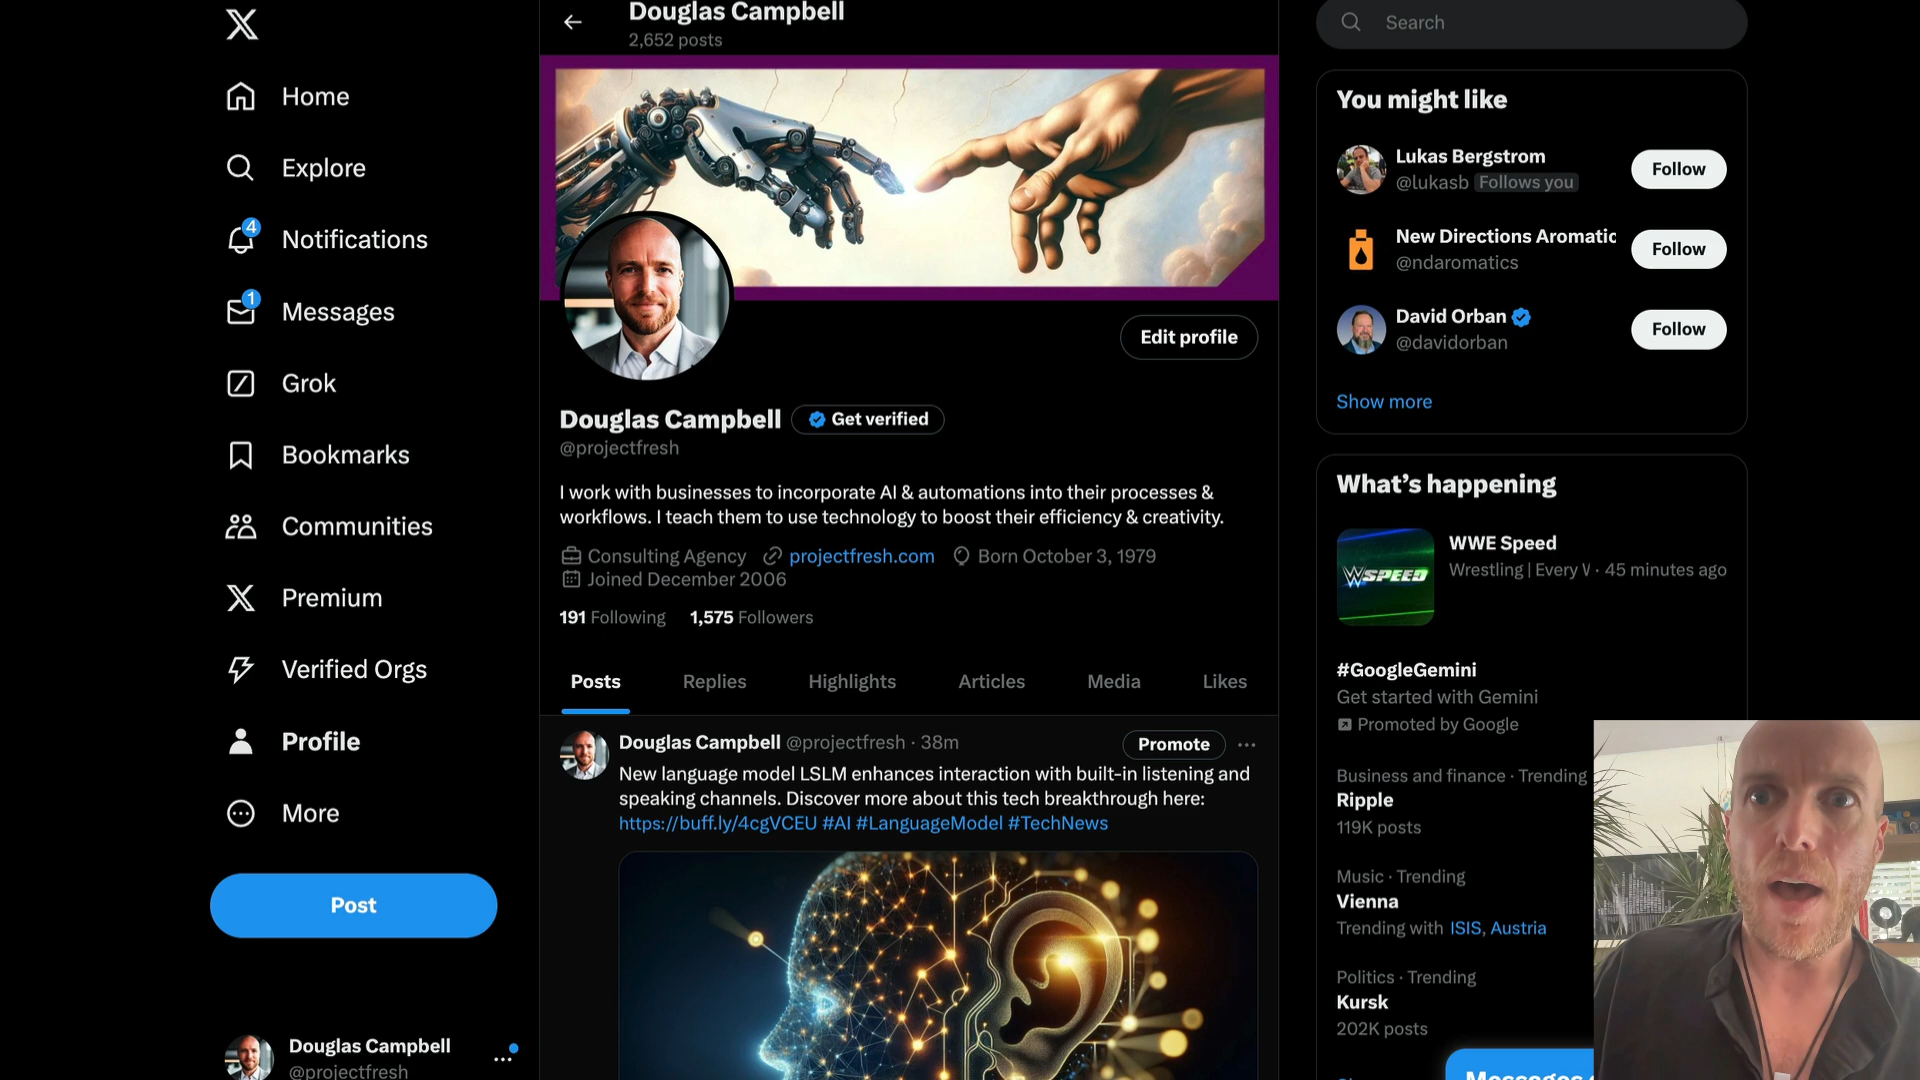 Home
Explore
4
Notifications
1
Messages
Grok
Bookmarks
Communities
Premium
Verified Orgs
Profile
More
Post
Douglas Campbell
@projectfresh
Douglas Campbell
2,652 posts
Edit profile
Douglas Campbell
Get verified
@projectfresh
I work with businesses to incorporate AI & automations into their processes &
workflows. I teach them to use technology to boost their efficiency & creativity.
Consulting Agency projectfresh.com Born October 3, 1979
Joined December 2006
191 Following 1,575 Followers
Posts Replies Highlights Articles Media Likes
Douglas Campbell @projectfresh · 38m
Promote
New language model LSLM enhances interaction with built-in listening and
speaking channels. Discover more about this tech breakthrough here:
https://buff.ly/4cgVCEU #AI #LanguageModel #TechNews
Search
You might like
Lukas Bergstrom
@lukasb Follows you
Follow
New Directions Aromatic
@ndaromatics
Follow
David Orban
@davidorban
Follow
Show more
What's happening
WSPEED
WWE Speed
Wrestling | Every W · 45 minutes ago
#GoogleGemini
Get started with Gemini
Promoted by Google
Business and finance · Trending
Ripple
119K posts
Music · Trending
Vienna
Trending with ISIS, Austria
Politics · Trending
Kursk
202K posts
Messages